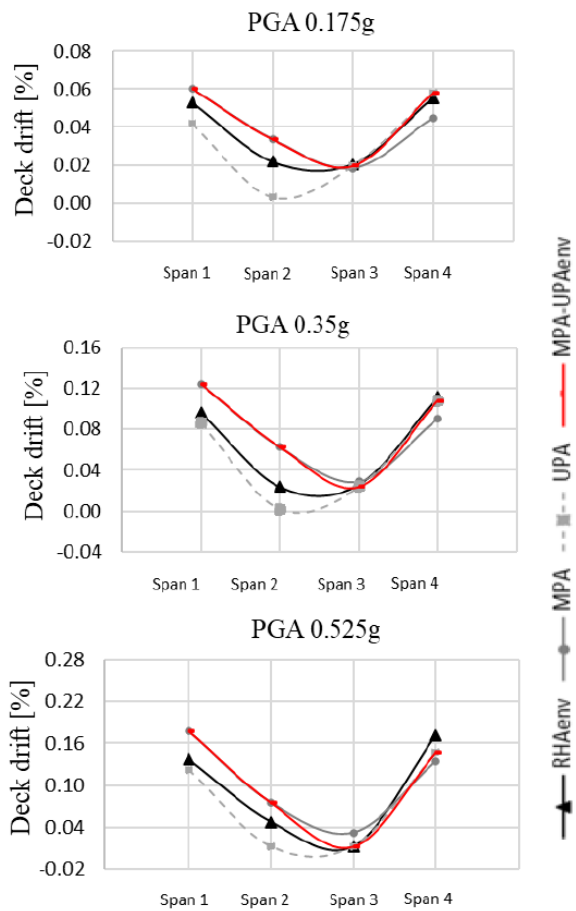 PGA 0.175g
Deck drift [%]
0.08
0.06
0.04
0.02
0.00
-0.02
Span 1 Span 2 Span 3 Span 4
PGA 0.35g
Deck drift [%]
0.16
0.12
0.08
0.04
0.00
-0.04
Span 1 Span 2 Span 3 Span 4
PGA 0.525g
Deck drift [%]
0.28
0.22
0.16
0.10
0.04
-0.02
Span 1 Span 2 Span 3 Span 4
RHAenv MPA UPA MPA-UPAenv